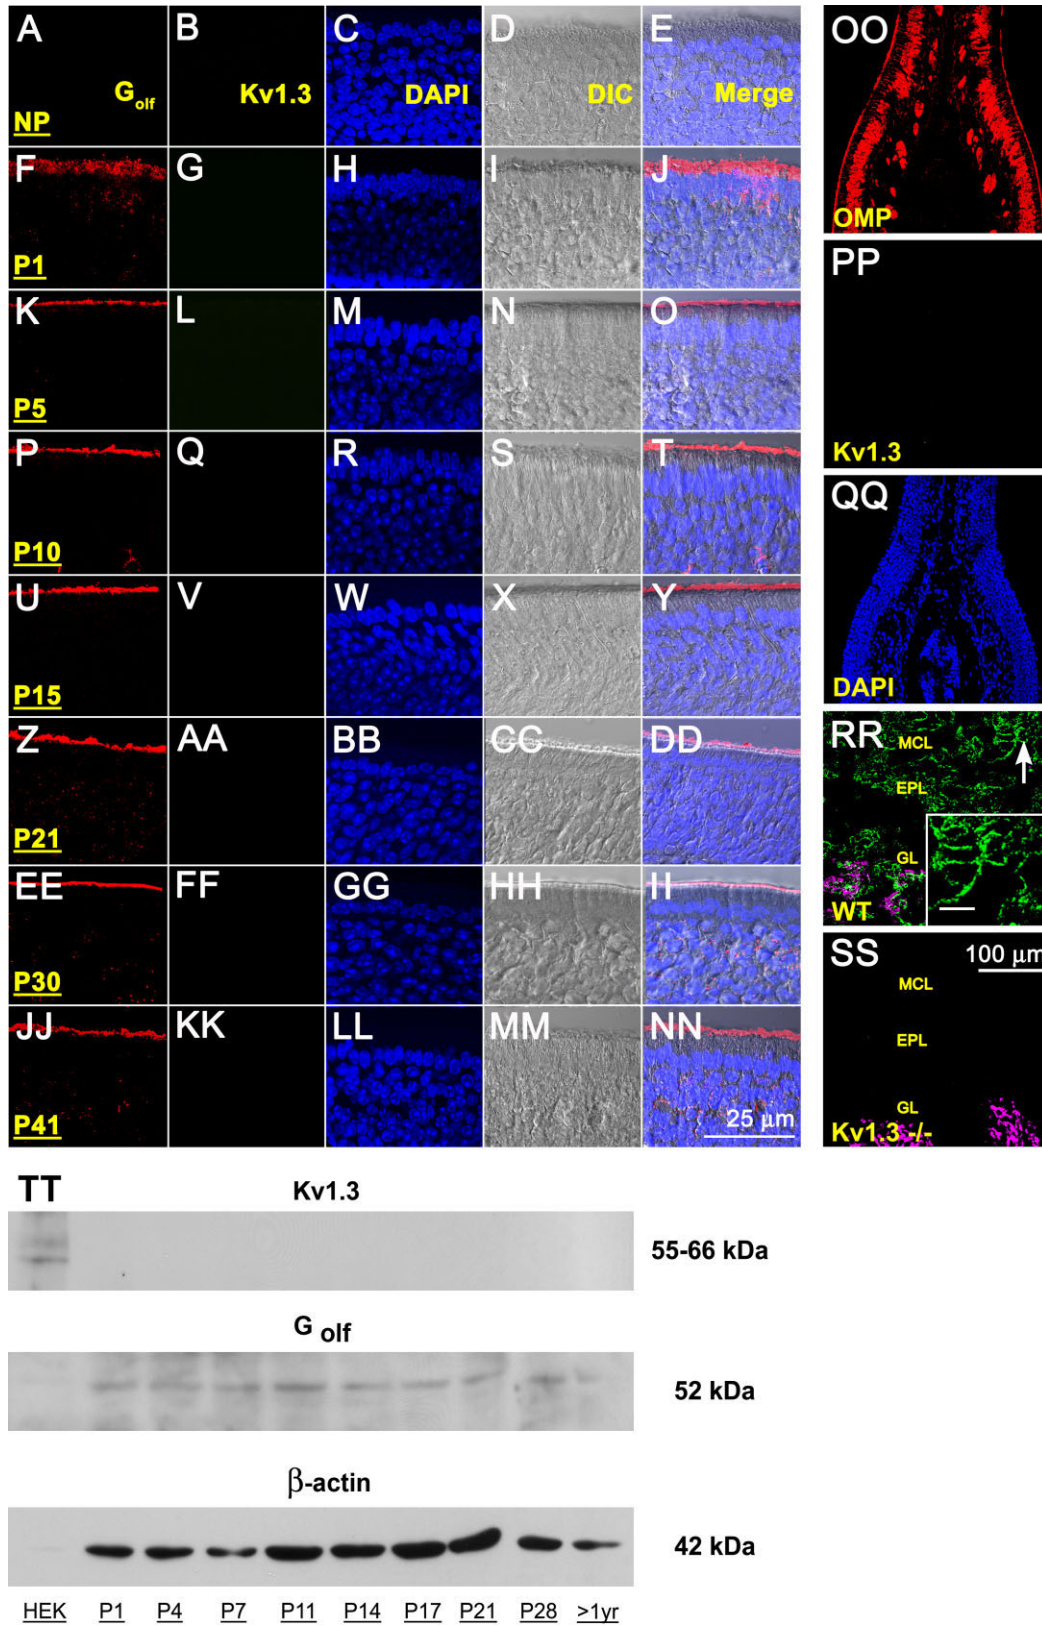 A B C D E
G olf Kv1.3 DAPI DIC Merge
NP
F G H I J
P1
K L M N O
P5
P Q R S T
P10
U V W X Y
P15
Z AA BB CC DD
P21
EE FF GG HH II
P30
JJ KK LL MM NN
P41
25 μm
OO
OMP
PP
Kv1.3
QQ
DAPI
RR
MCL
EPL
GL
WT
SS
100 μm
MCL
EPL
GL
Kv1.3 -/-
TT
Kv1.3
55-66 kDa
G olf
52 kDa
β-actin
42 kDa
HEK P1 P4 P7 P11 P14 P17 P21 P28 >1yr